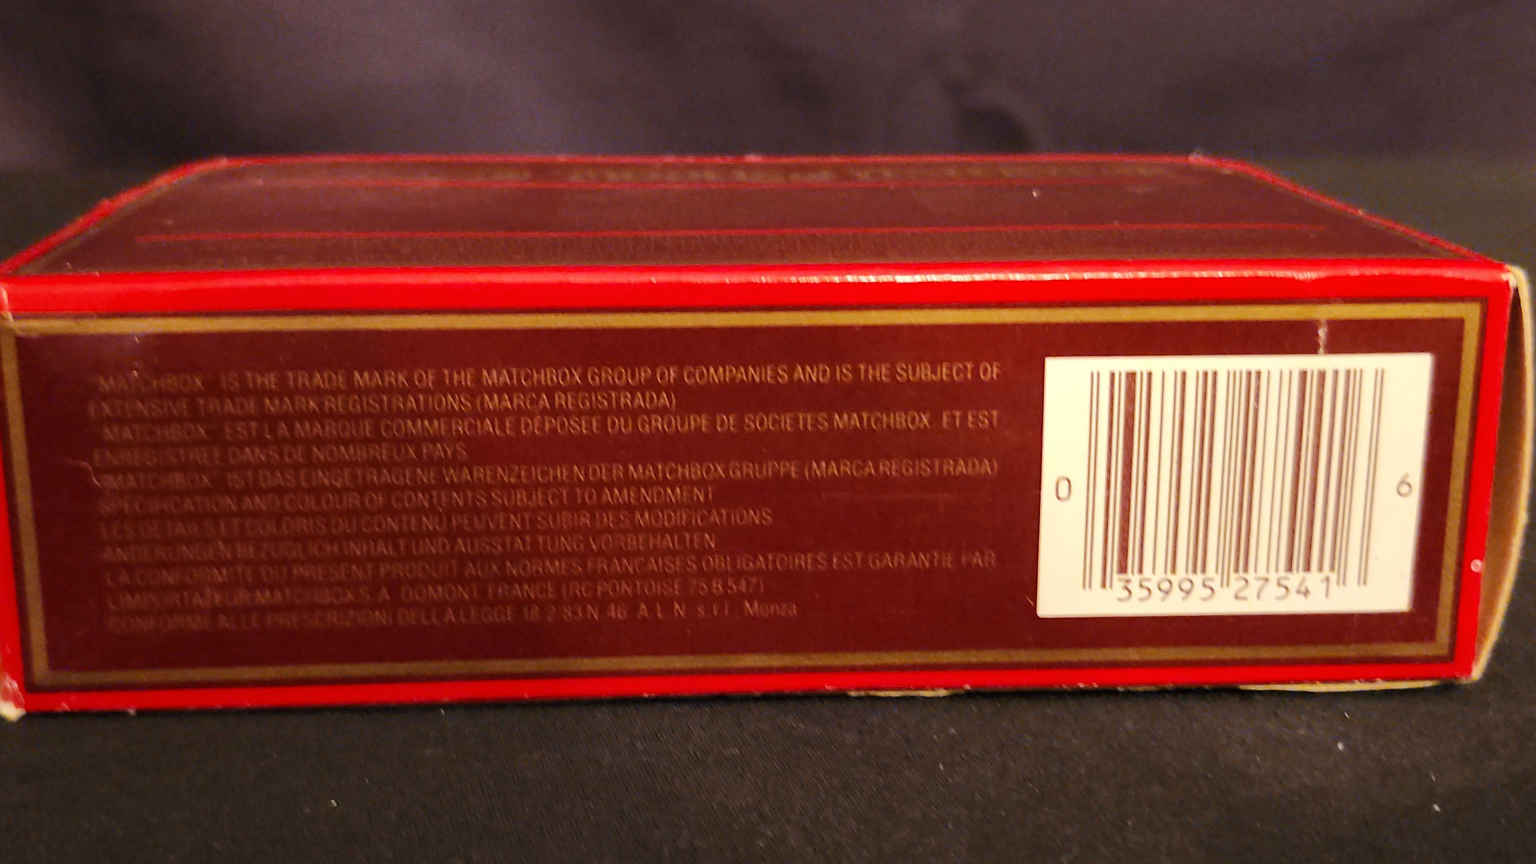 "MATCHBOX" IS THE TRADE MARK OF THE MATCHBOX GROUP OF COMPANIES AND IS THE SUBJECT OF
EXTENSIVE TRADE MARK REGISTRATIONS (MARCA REGISTRADA)
"MATCHBOX" EST LA MARQUE COMMERCIALE DEPOSEE DU GROUPE DE SOCIETES MATCHBOX ET EST
ENREGISTREE DANS DE NOMBREUX PAYS
"MATCHBOX" IST DAS EINGETRAGENE WARENZEICHEN DER MATCHBOX GRUPPE (MARCA REGISTRADA)
SPECIFICATION AND COLOUR OF CONTENTS SUBJECT TO AMENDMENT
LES DETAILS ET COLORIS DU CONTENU PEUVENT SUBIR DES MODIFICATIONS
ÄNDERUNGEN BEZÜGLICH INHALT UND AUSSTATTUNG VORBEHALTEN
LA CONFORMITE DU PRESENT PRODUIT AUX NORMES FRANCAISES OBLIGATOIRES EST GARANTIE PAR
L'IMPORTATEUR MATCHBOX S.A. DOMONT, FRANCE (RC PONTOISE 75 B 547)
CONFORME ALLE PRESCRIZIONI DELLA LEGGE 18.2.83 N. 46. A.L.N. s.r.l. Monza
0 35995 27541 6